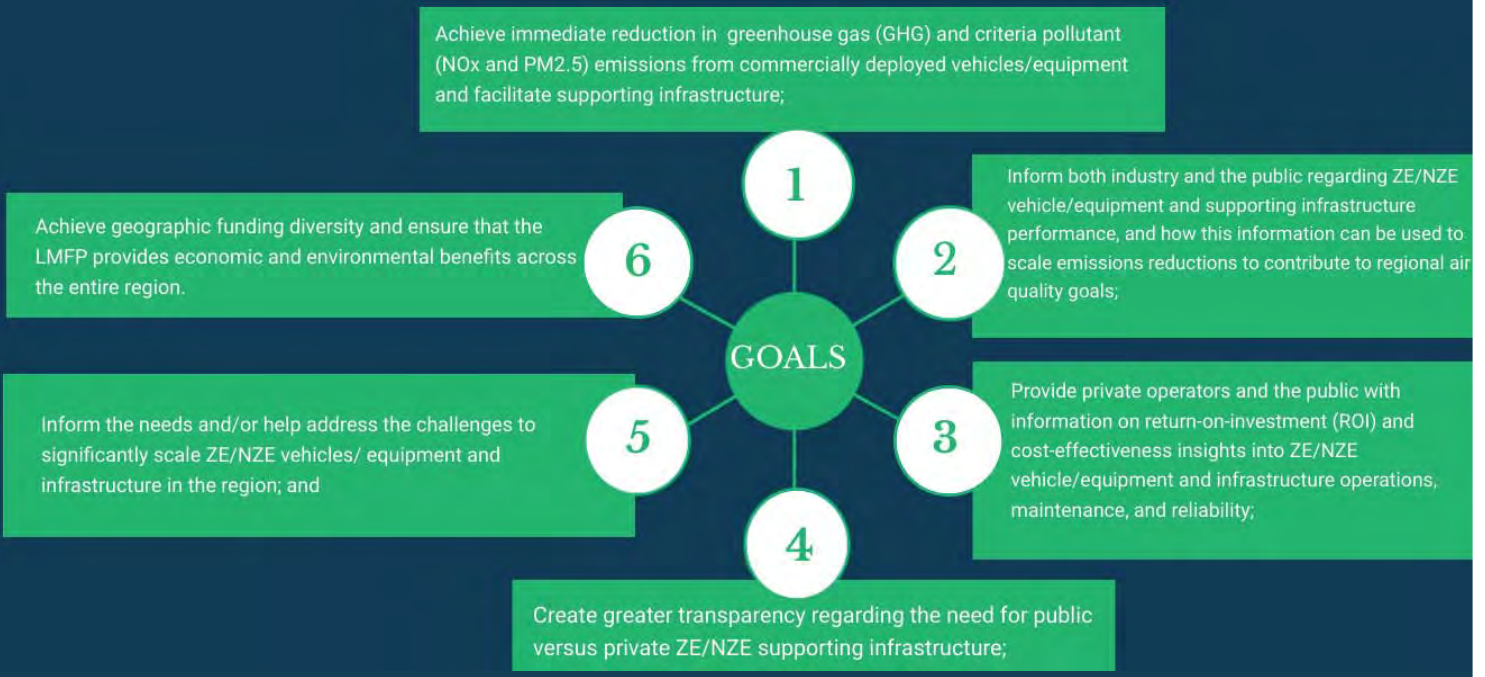 Achieve immediate reduction in greenhouse gas (GHG) and criteria pollutant
(NOx and PM2.5) emissions from commercially deployed vehicles/equipment
and facilitate supporting infrastructure;
1
Inform both industry and the public regarding ZE/NZE
vehicle/equipment and supporting infrastructure
performance, and how this information can be used to
scale emissions reductions to contribute to regional air
quality goals;
2
Provide private operators and the public with
information on return-on-investment (ROI) and
cost-effectiveness insights into ZE/NZE
vehicle/equipment and infrastructure operations,
maintenance, and reliability;
3
4
Create greater transparency regarding the need for public
versus private ZE/NZE supporting infrastructure;
Inform the needs and/or help address the challenges to
significantly scale ZE/NZE vehicles/ equipment and
infrastructure in the region; and
5
Achieve geographic funding diversity and ensure that the
LMFP provides economic and environmental benefits across
the entire region.
6
GOALS